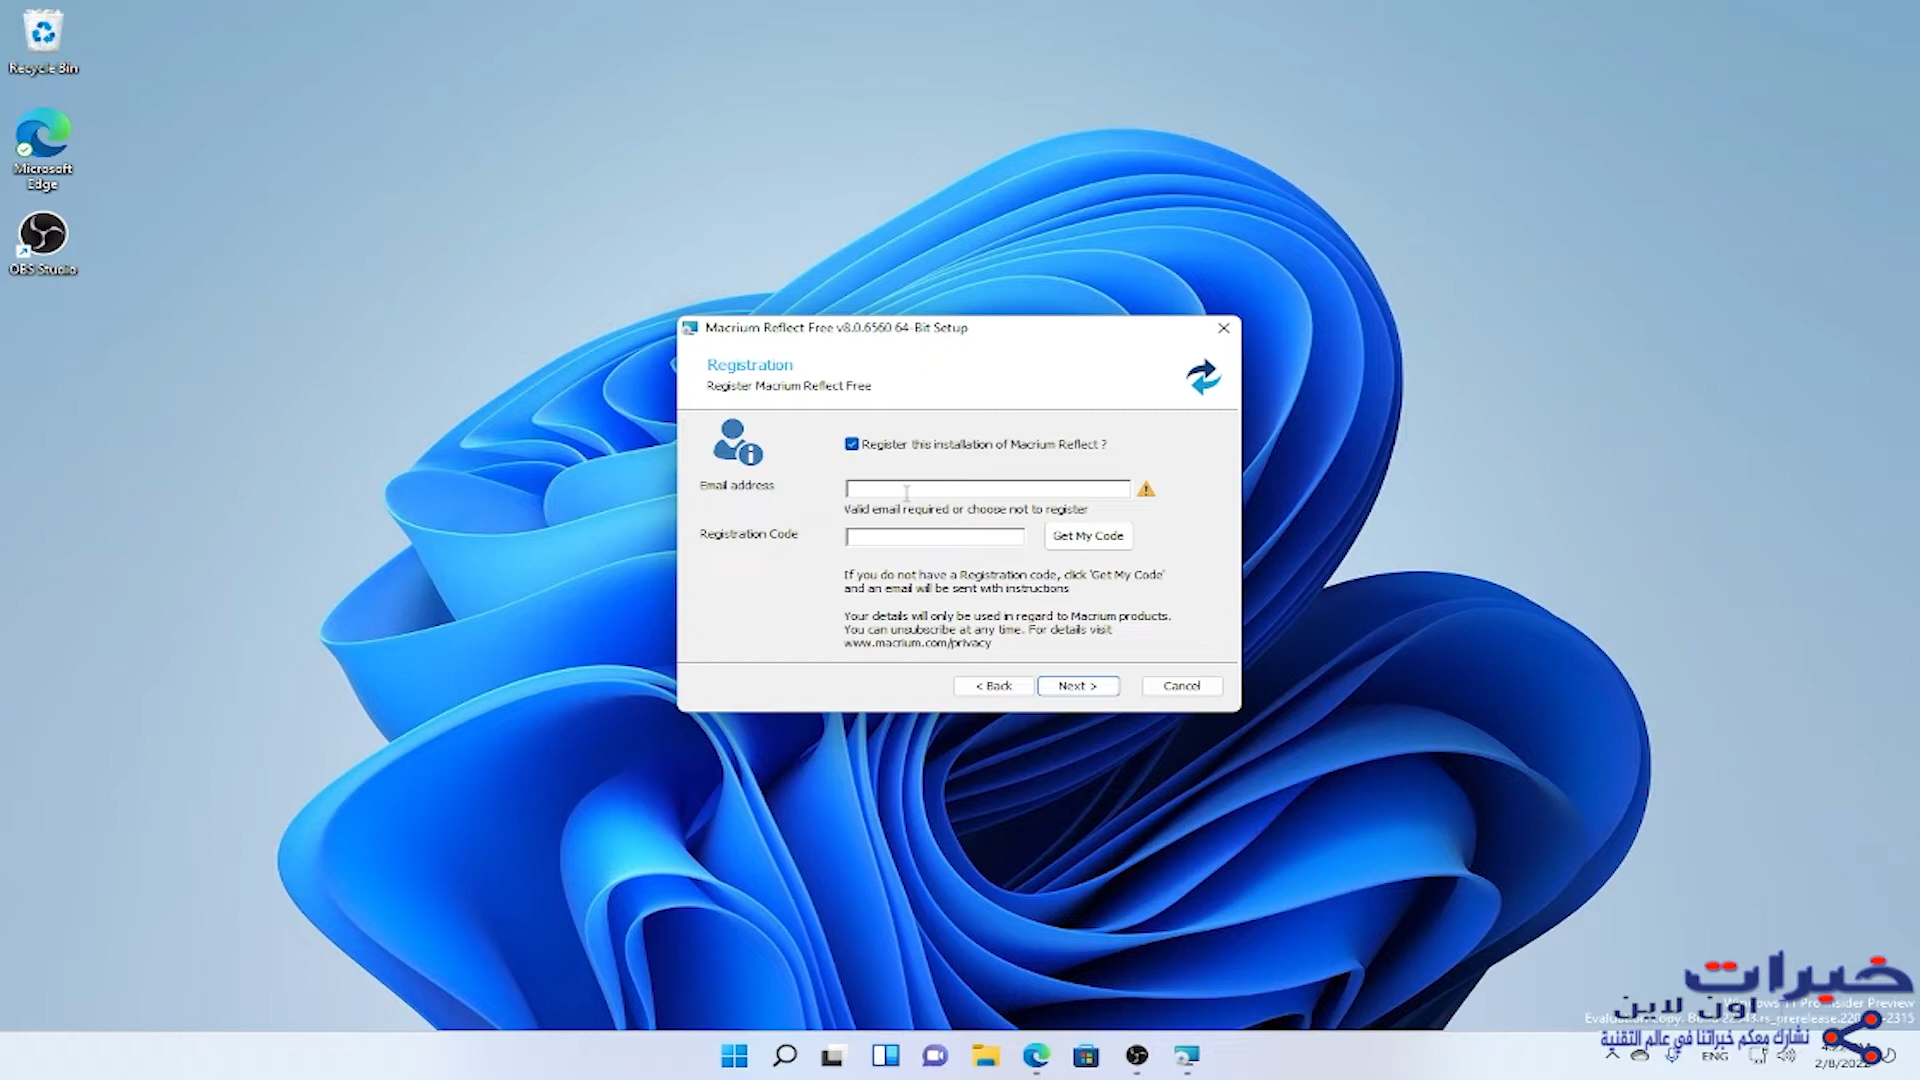 Recycle Bin
Microsoft
Edge
OBS Studio
Macrium Reflect Free v8.0.6560 64-Bit Setup
Registration
Register Macrium Reflect Free
Register this installation of Macrium Reflect ?
Email address
Valid email required or choose not to register
Registration Code
Get My Code
If you do not have a Registration code, click 'Get My Code'
and an email will be sent with instructions
Your details will only be used in regard to Macrium products.
You can unsubscribe at any time. For details visit
www.macrium.com/privacy
< Back
Next >
Cancel
خبرات
اون لاين
نشارك معكم خبراتنا في عالم التقنية
Insider Preview
ENG